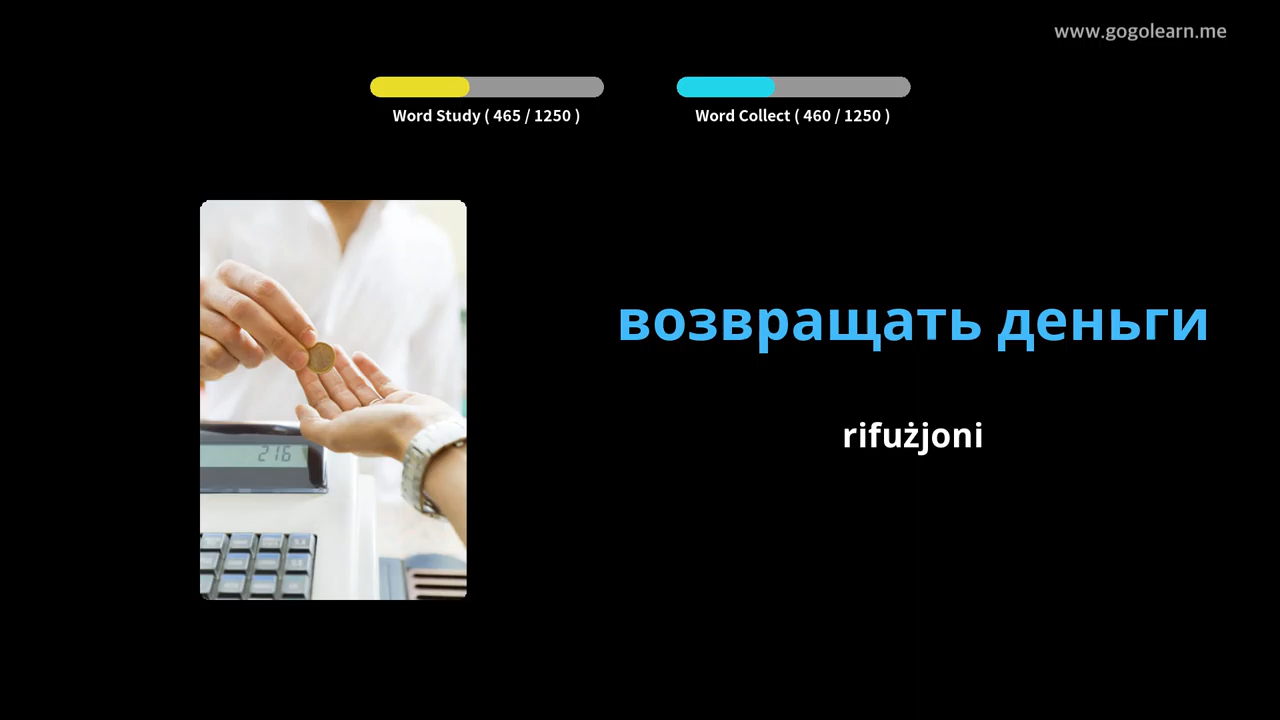 www.gogolearn.me
Word Study ( 465 / 1250 )
Word Collect ( 460 / 1250 )
возвращать деньги
rifużjoni
216